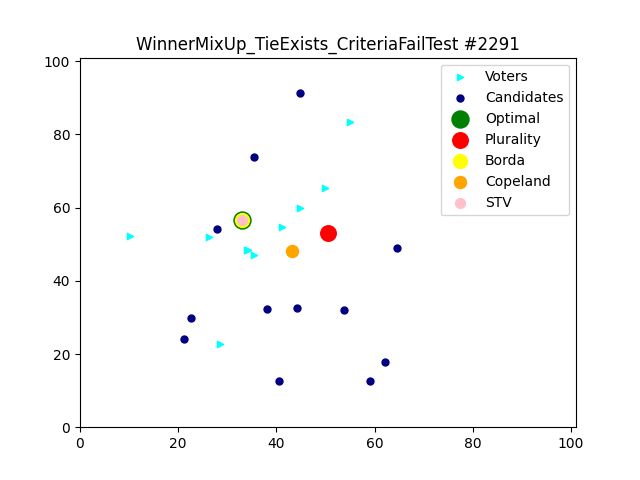 WinnerMixUp_TieExists_CriteriaFailTest #2291
100
80
60
40
20
0
0 20 40 60 80 100
Voters
Candidates
Optimal
Plurality
Borda
Copeland
STV